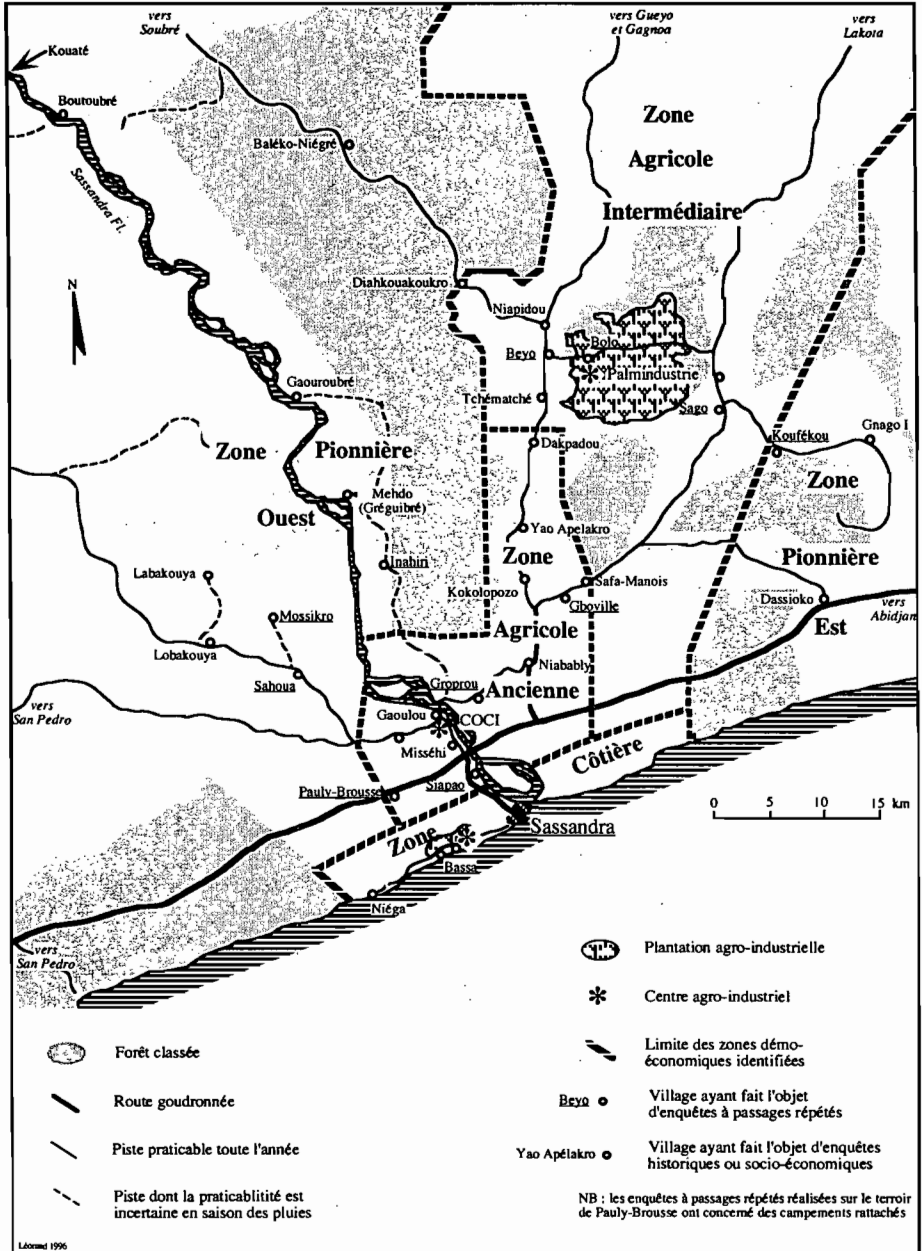 vers
Soubré
vers Gueyo
et Gagnoa
vers
Lakota
Kouaté
Boutoubré
Baléko-Niégré
Sassandra Fl.
Zone
Agricole
Intermédiaire
N
Diahkouakoukro
Niapidou
Beyo
Bolo
Palmindustrie
Gaouroubré
Tchématché
Sago
Dakpadou
Koufékou
Gnago I
Zone
Pionnière
Ouest
Zone
Pionnière
Est
Mehdo
(Gréguibré)
Yao Apelakro
Inahiri
Zone
Agricole
Ancienne
Labakouya
Kokolopozo
Safa-Manois
Gboville
Dassioko
vers
Abidjan
Mossikro
Lobakouya
Sahoua
Niabably
Groprou
vers
San Pedro
Gaoulou
COCI
Misséhi
Côtière
Siapao
Pauly-Brousse
Sassandra
Zone
Bassa
Niéga
0 5 10 15 km
vers
San Pedro
Plantation agro-industrielle
Centre agro-industriel
Limite des zones démo-
économiques identifiées
Beyo
Village ayant fait l'objet
d'enquêtes à passages répétés
Yao Apélakro
Village ayant fait l'objet d'enquêtes
historiques ou socio-économiques
NB : les enquêtes à passages répétés réalisées sur le terroir
de Pauly-Brousse ont concerné des campements rattachés
Forêt classée
Route goudronnée
Piste praticable toute l'année
Piste dont la praticablitité est
incertaine en saison des pluies
Léonard 1996